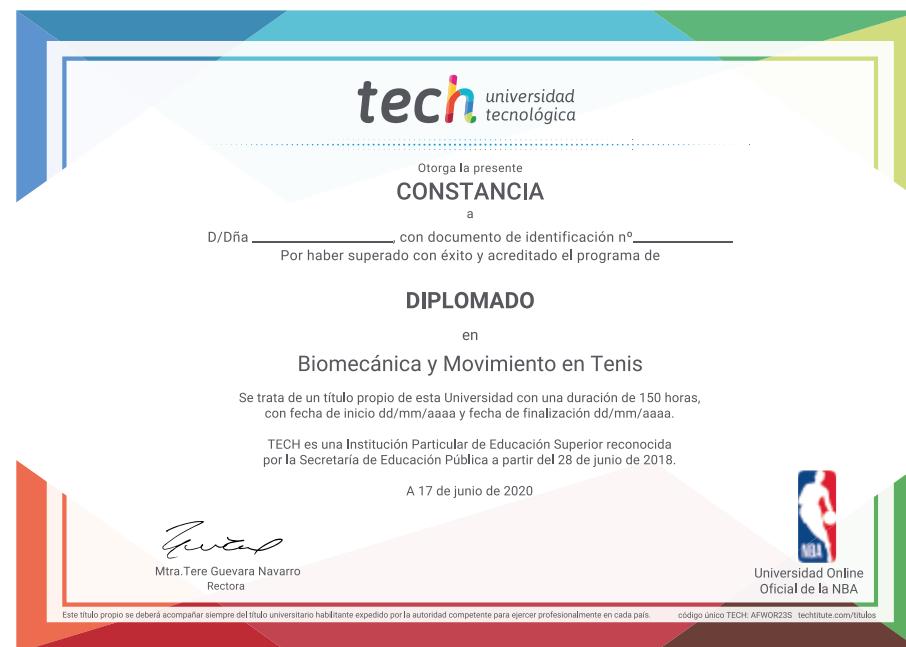 tech universidad
tecnológica
Otorga la presente
CONSTANCIA
a
D/Dña ________________, con documento de identificación nº____________
Por haber superado con éxito y acreditado el programa de
DIPLOMADO
en
Biomecánica y Movimiento en Tenis
Se trata de un título propio de esta Universidad con una duración de 150 horas,
con fecha de inicio dd/mm/aaaa y fecha de finalización dd/mm/aaaa.
TECH es una Institución Particular de Educación Superior reconocida
por la Secretaría de Educación Pública a partir del 28 de junio de 2018.
A 17 de junio de 2020
Mtra.Tere Guevara Navarro
Rectora
NBA
Universidad Online
Oficial de la NBA
Este título propio se deberá acompañar siempre del título universitario habilitante expedido por la autoridad competente para ejercer profesionalmente en cada país.
código único TECH: AFWOR23S techtitute.com/titulos